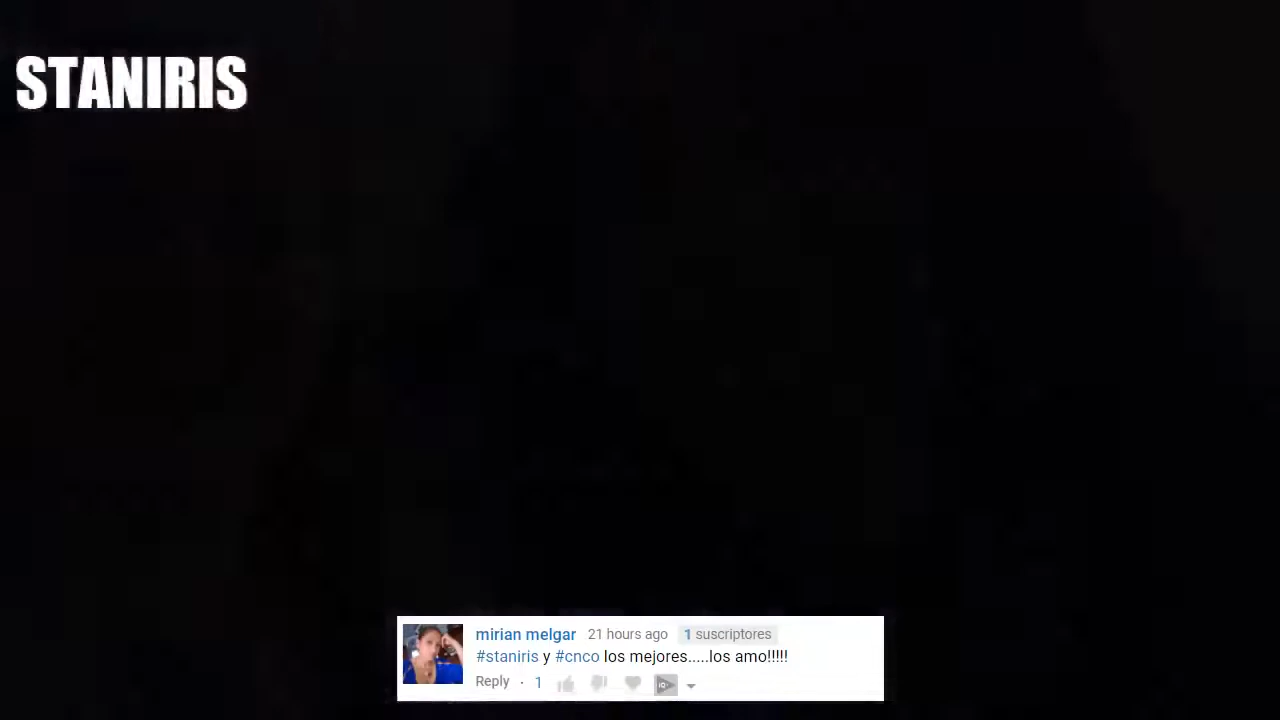 STANIRIS
mirian melgar 21 hours ago 1 suscriptores
#staniris y #cnco los mejores.....los amo!!!!!
Reply · 1